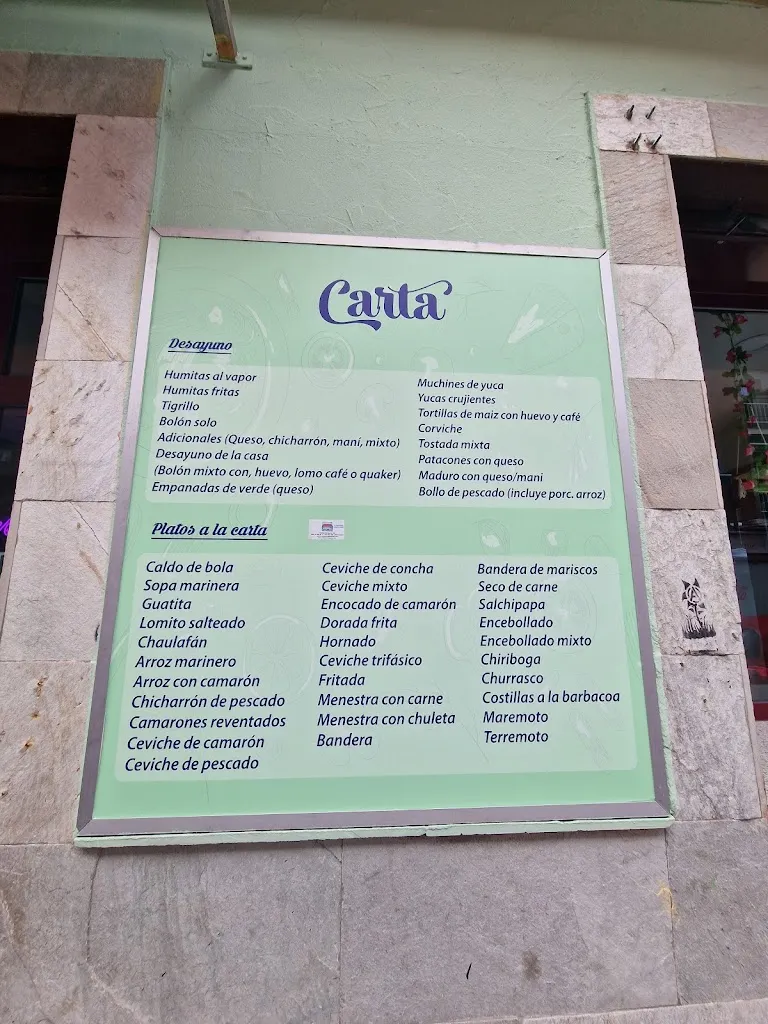 Carta
Desayuno
Humitas al vapor
Humitas fritas
Tigrillo
Bolón solo
Adicionales (Queso, chicharrón, maní, mixto)
Desayuno de la casa
(Bolón mixto con, huevo, lomo café o quaker)
Empanadas de verde (queso)
Muchines de yuca
Yucas crujientes
Tortillas de maiz con huevo y café
Corviche
Tostada mixta
Patacones con queso
Maduro con queso/mani
Bollo de pescado (incluye porc. arroz)
Platos a la carta
Caldo de bola
Sopa marinera
Guatita
Lomito salteado
Chaulafán
Arroz marinero
Arroz con camarón
Chicharrón de pescado
Camarones reventados
Ceviche de camarón
Ceviche de pescado
Ceviche de concha
Ceviche mixto
Encocado de camarón
Dorada frita
Hornado
Ceviche trifásico
Fritada
Menestra con carne
Menestra con chuleta
Bandera
Bandera de mariscos
Seco de carne
Salchipapa
Encebollado
Encebollado mixto
Chiriboga
Churrasco
Costillas a la barbacoa
Maremoto
Terremoto